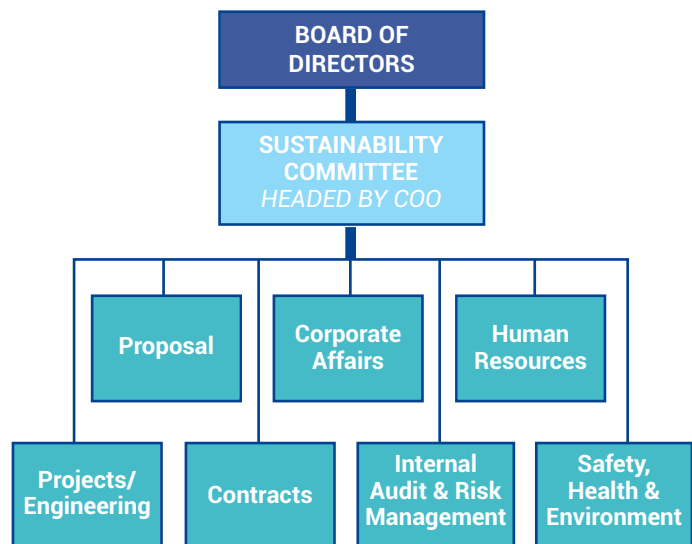 BOARD OF
DIRECTORS
SUSTAINABILITY
COMMITTEE
HEADED BY COO
Proposal
Corporate
Affairs
Human
Resources
Projects/
Engineering
Contracts
Internal
Audit & Risk
Management
Safety,
Health &
Environment